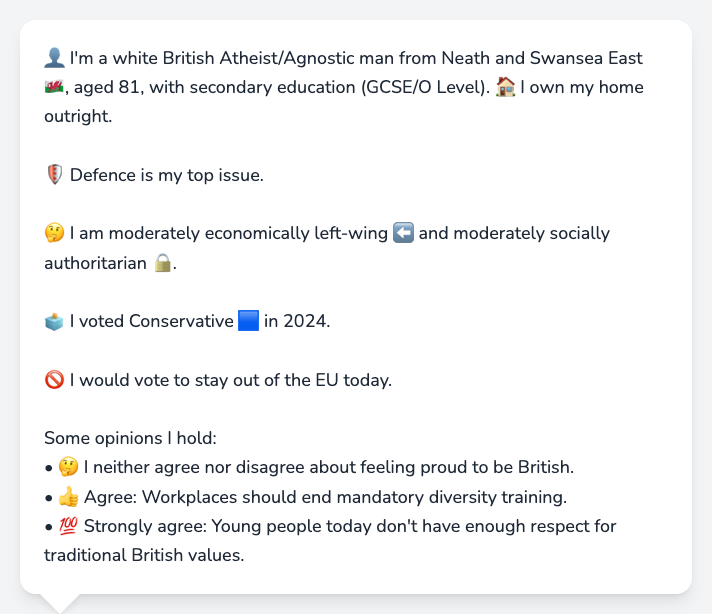 👤 I'm a white British Atheist/Agnostic man from Neath and Swansea East
🏴󠁧󠁢󠁷󠁬󠁳󠁿, aged 81, with secondary education (GCSE/O Level). 🏠 I own my home
outright.
🛡️ Defence is my top issue.
🤔 I am moderately economically left-wing ⬅️ and moderately socially
authoritarian 🔒.
🗳️ I voted Conservative 🟦 in 2024.
🚫 I would vote to stay out of the EU today.
Some opinions I hold:
• 🤔 I neither agree nor disagree about feeling proud to be British.
• 👍 Agree: Workplaces should end mandatory diversity training.
• 💯 Strongly agree: Young people today don't have enough respect for
traditional British values.